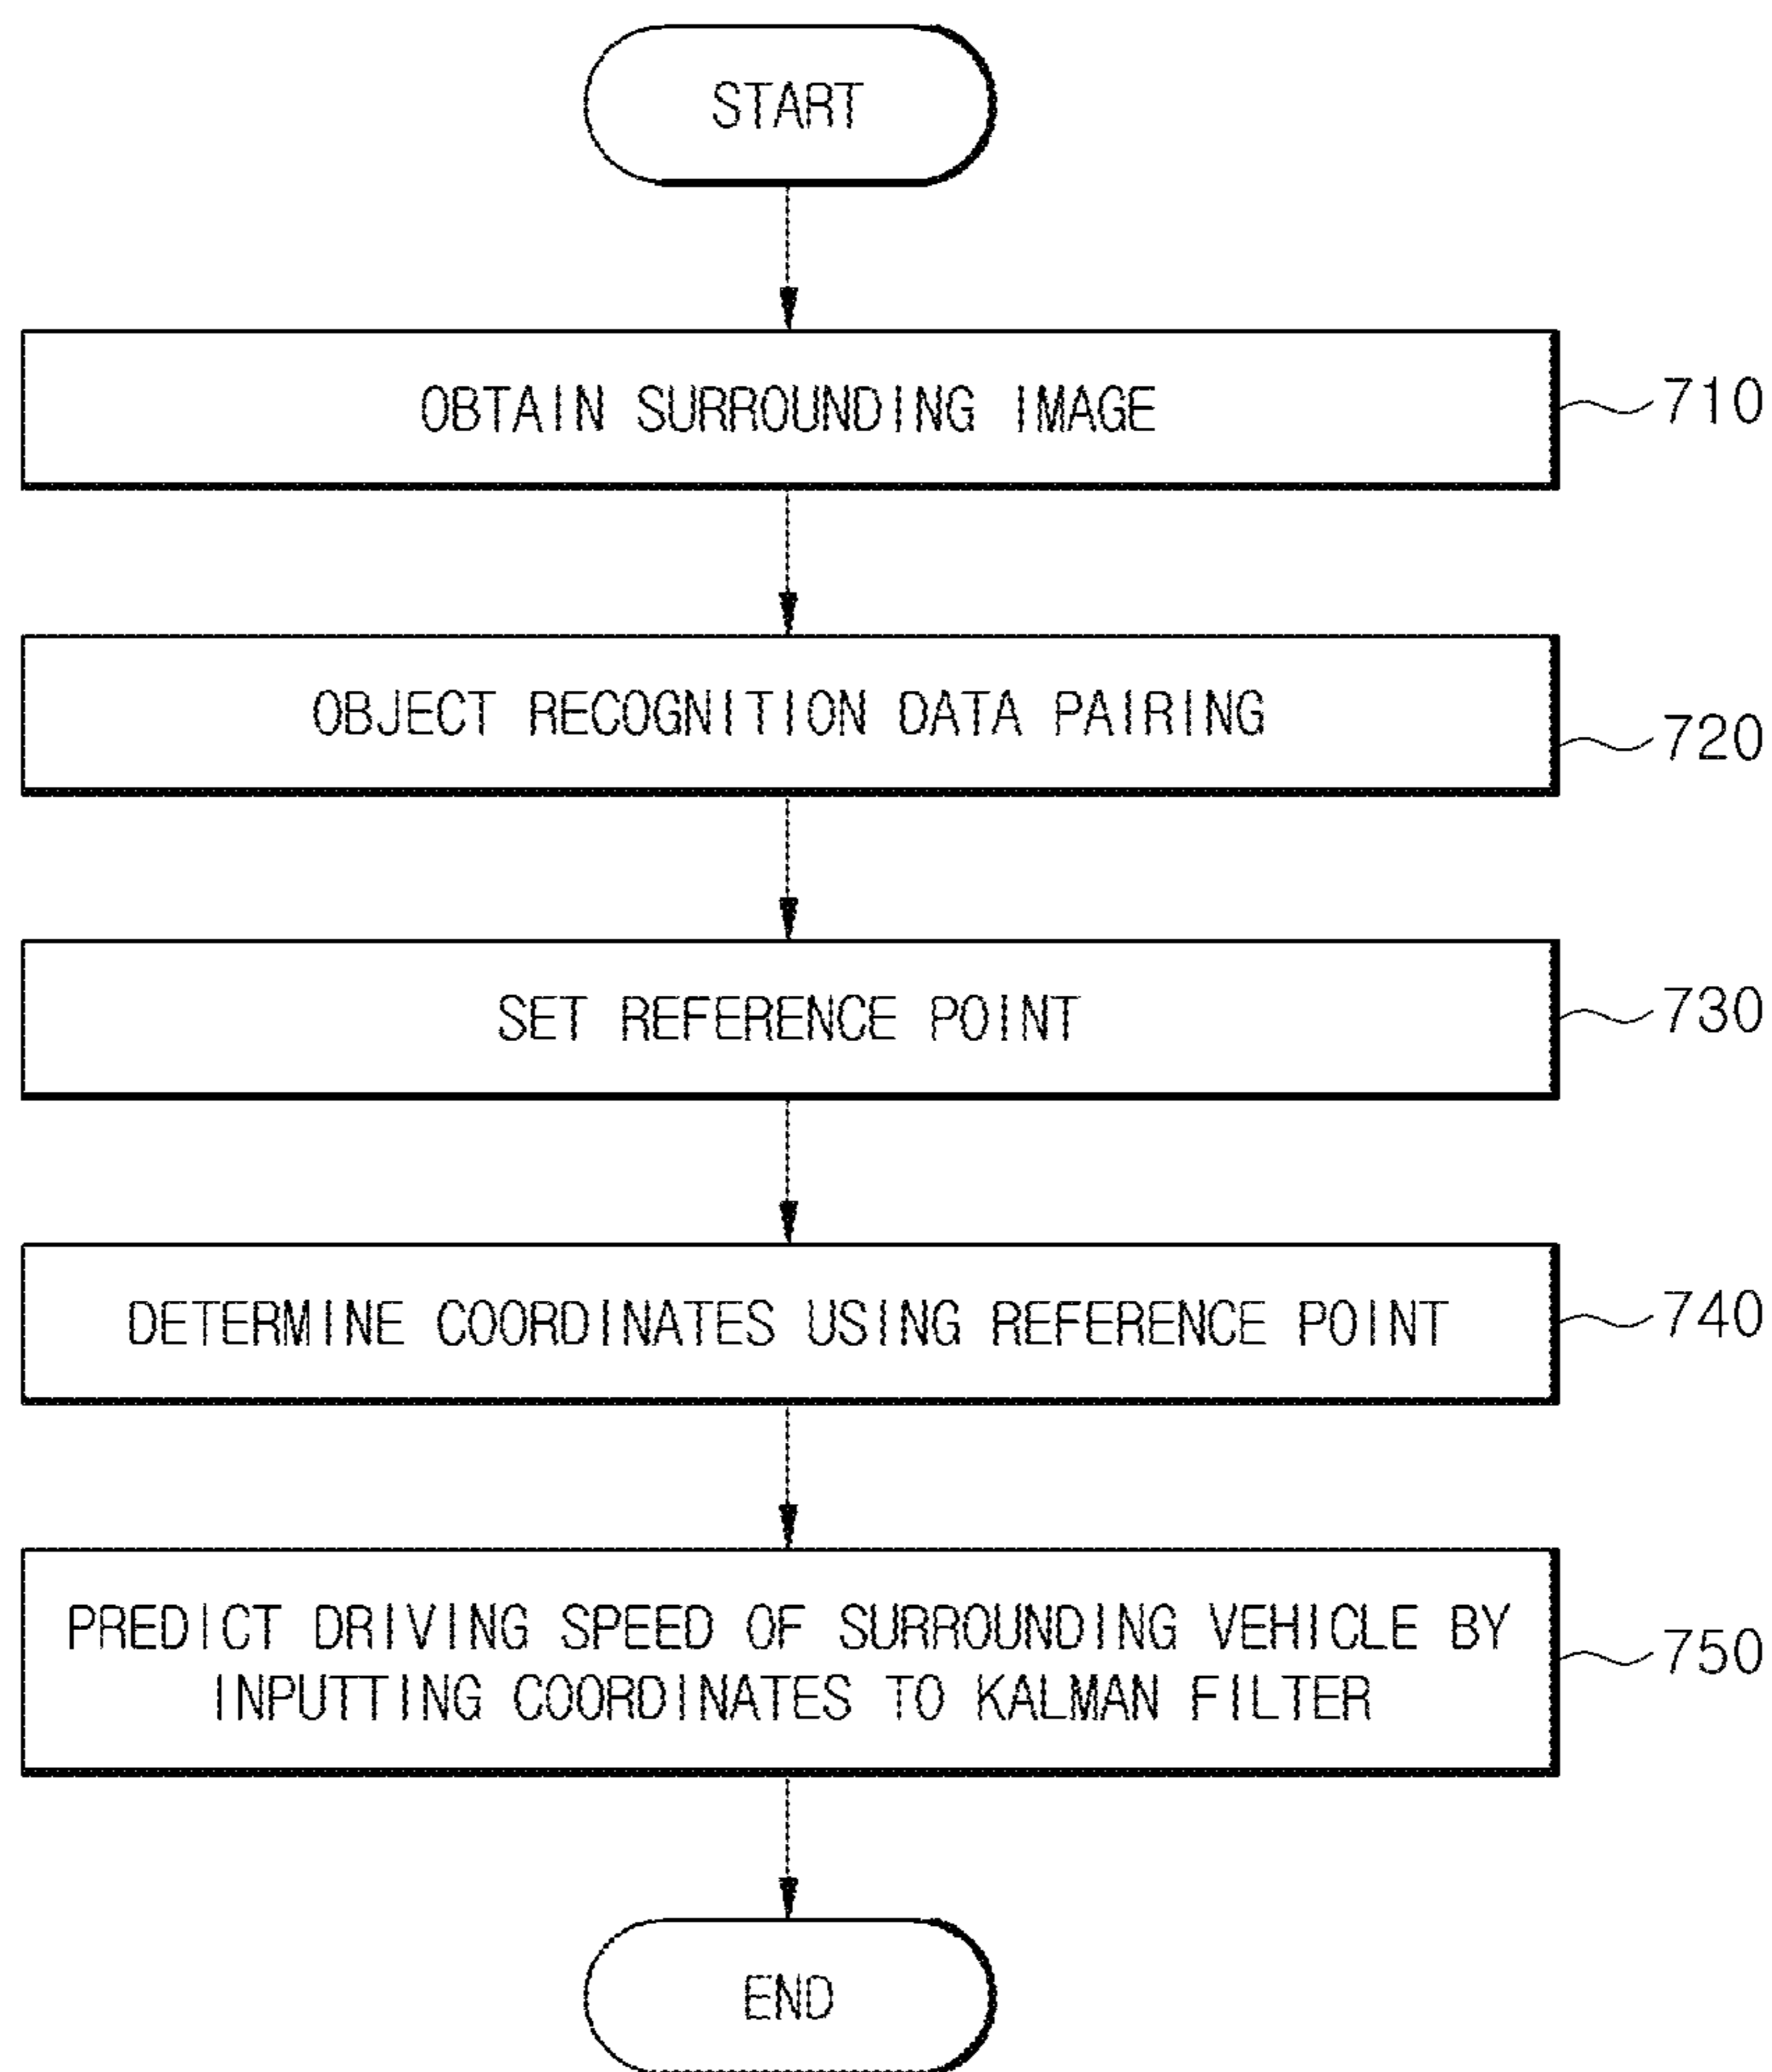 START
OBTAIN SURROUNDING IMAGE
710
OBJECT RECOGNITION DATA PAIRING
720
SET REFERENCE POINT
730
DETERMINE COORDINATES USING REFERENCE POINT
740
PREDICT DRIVING SPEED OF SURROUNDING VEHICLE BY
INPUTTING COORDINATES TO KALMAN FILTER
750
END